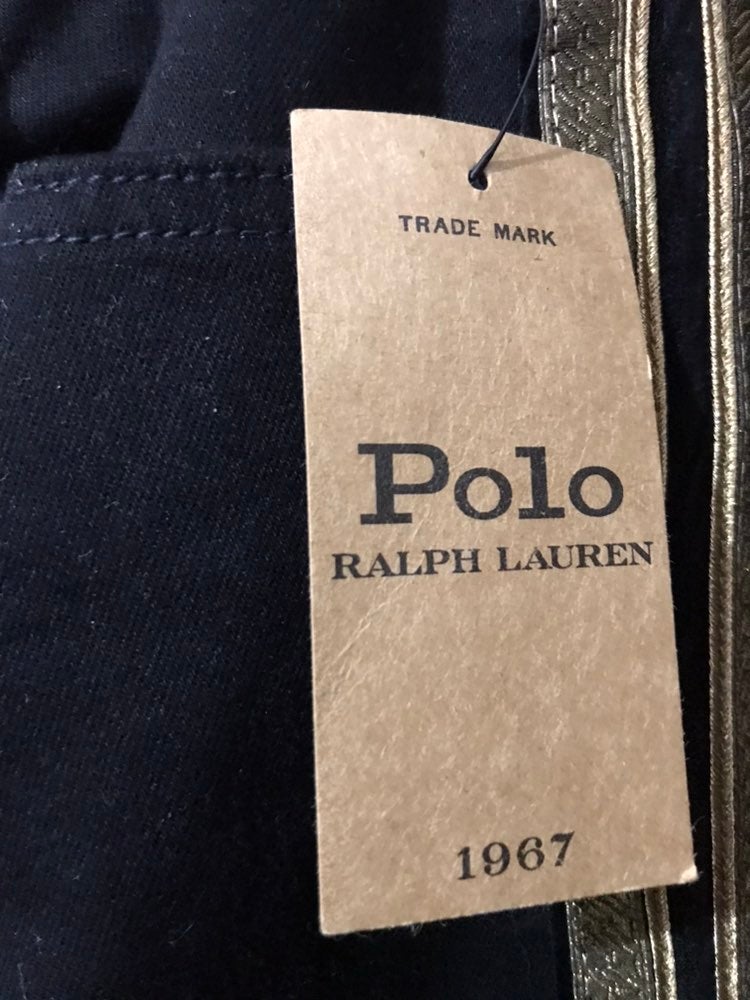 TRADE MARK
Polo
RALPH LAUREN
1967